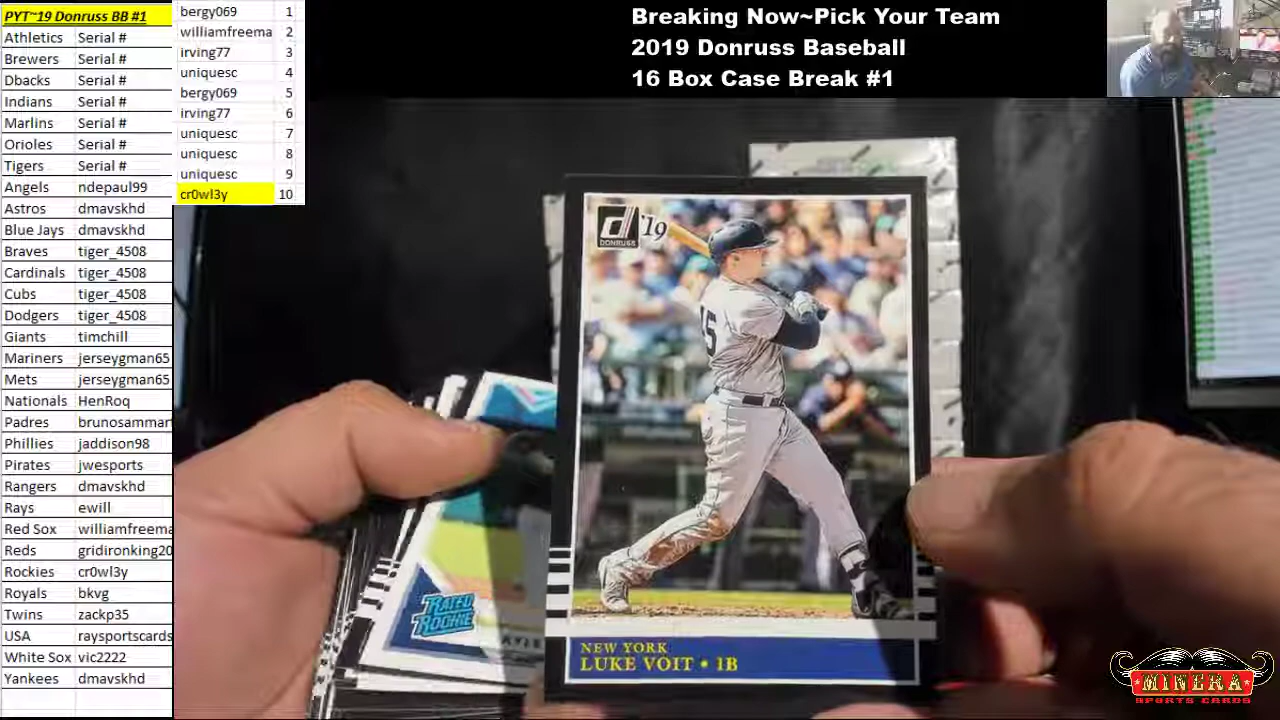 PYT~19 Donruss BB #1
Athletics Serial #
Brewers Serial #
Dbacks Serial #
Indians Serial #
Marlins Serial #
Orioles Serial #
Tigers Serial #
Angels ndepaul99
Astros dmavskhd
Blue Jays dmavskhd
Braves tiger_4508
Cardinals tiger_4508
Cubs tiger_4508
Dodgers tiger_4508
Giants timchill
Mariners jerseygman65
Mets jerseygman65
Nationals HenRoq
Padres brunosammar
Phillies jaddison98
Pirates jwesports
Rangers dmavskhd
Rays ewill
Red Sox williamfreema
Reds gridironking20
Rockies cr0wl3y
Royals bkvg
Twins zackp35
USA raysportscards
White Sox vic2222
Yankees dmavskhd
bergy069 1
williamfreema 2
irving77 3
uniquesc 4
bergy069 5
irving77 6
uniquesc 7
uniquesc 8
uniquesc 9
cr0wl3y 10
Breaking Now~Pick Your Team
2019 Donruss Baseball
16 Box Case Break #1
d '19
DONRUSS
15
RATED
ROOKIE
NEW YORK
LUKE VOIT • 1B
MINERA
SPORTS CARDS